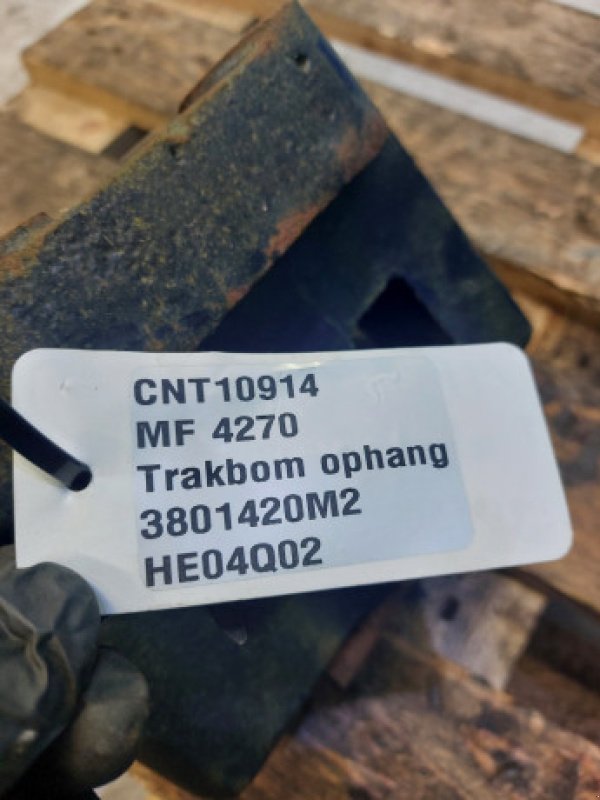 CNT10914
MF 4270
Trakbom ophang
3801420M2
HE04Q02